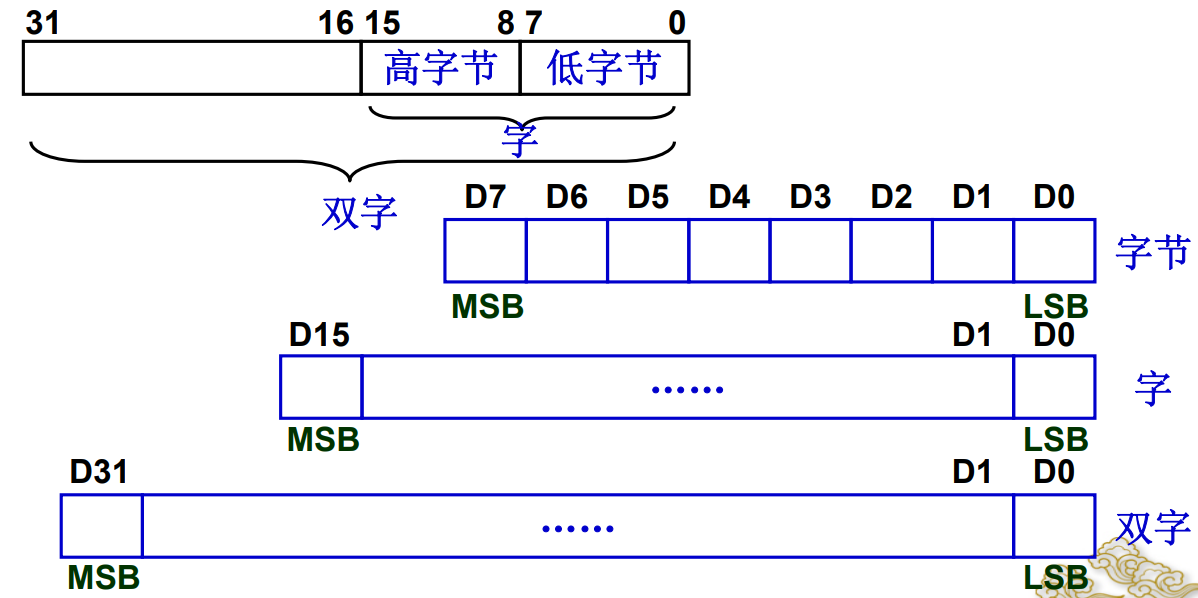 31 16 15 8 7 0
高字节 低字节
字
双字
D7 D6 D5 D4 D3 D2 D1 D0
字节
MSB LSB
D15 D1 D0
...... 字
MSB LSB
D31 D1 D0
...... 双字
MSB LSB